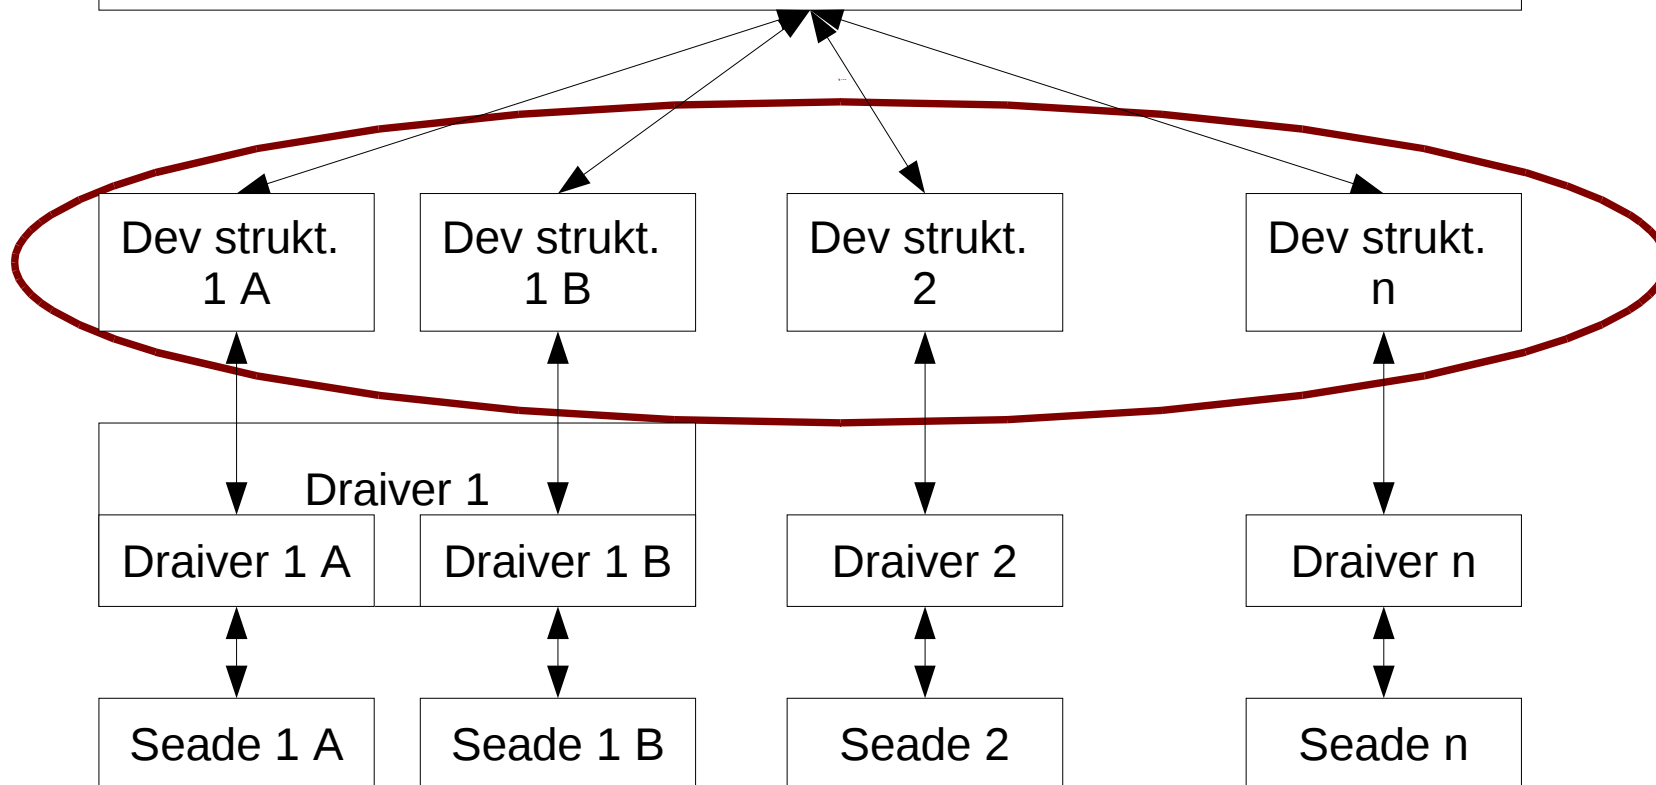 Dev strukt.
1 A
Dev strukt.
1 B
Dev strukt.
2
Dev strukt.
n
Draiver 1
Draiver 1 A
Draiver 1 B
Draiver 2
Draiver n
Seade 1 A
Seade 1 B
Seade 2
Seade n